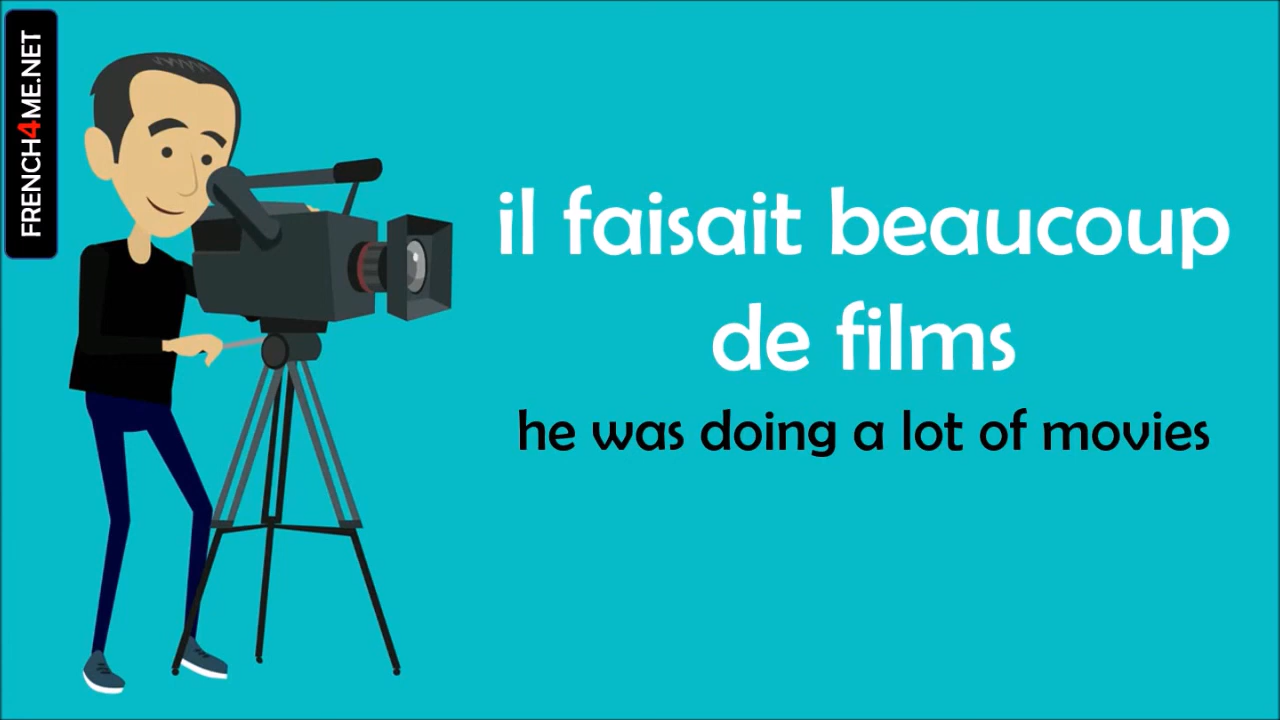 FRENCH4ME.NET
il faisait beaucoup
de films
he was doing a lot of movies